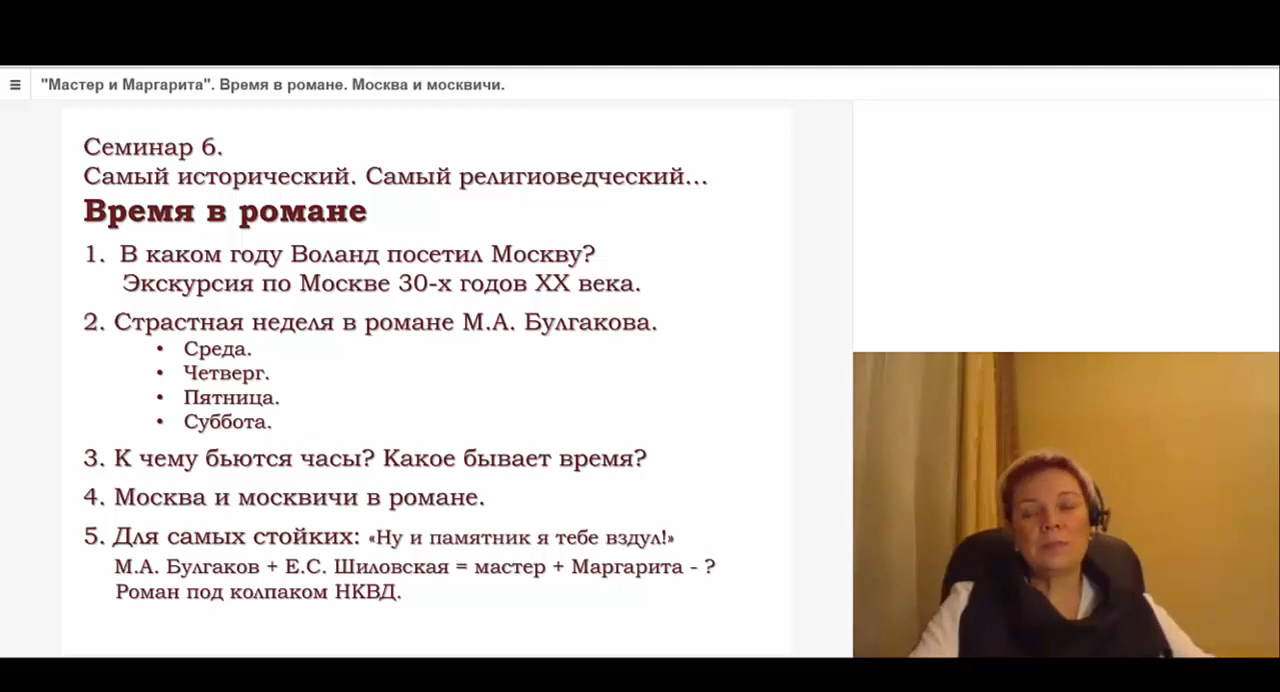 "Мастер и Маргарита". Время в романе. Москва и москвичи.
Семинар 6.
Самый исторический. Самый религиоведческий...
Время в романе
1. В каком году Воланд посетил Москву?
Экскурсия по Москве 30-х годов XX века.
2. Страстная неделя в романе М.А. Булгакова.
• Среда.
• Четверг.
• Пятница.
• Суббота.
3. К чему бьются часы? Какое бывает время?
4. Москва и москвичи в романе.
5. Для самых стойких: «Ну и памятник я тебе вздул!»
М.А. Булгаков + Е.С. Шиловская = мастер + Маргарита - ?
Роман под колпаком НКВД.